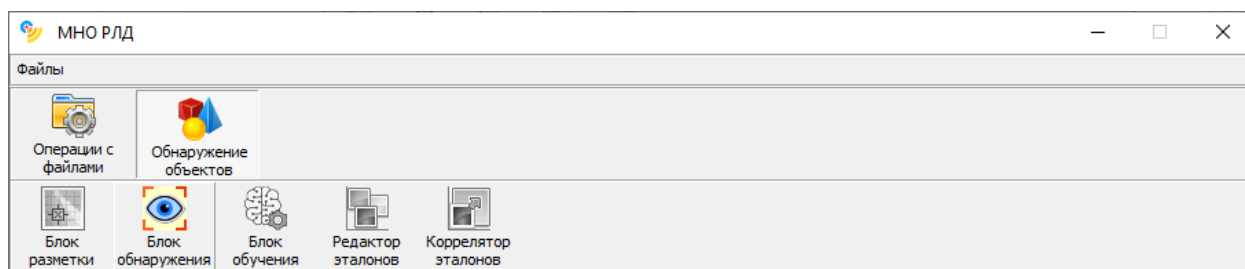 МНО РЛД
Файлы
Операции с
файлами
Обнаружение
объектов
Блок
разметки
Блок
обнаружения
Блок
обучения
Редактор
эталонов
Коррелятор
эталонов